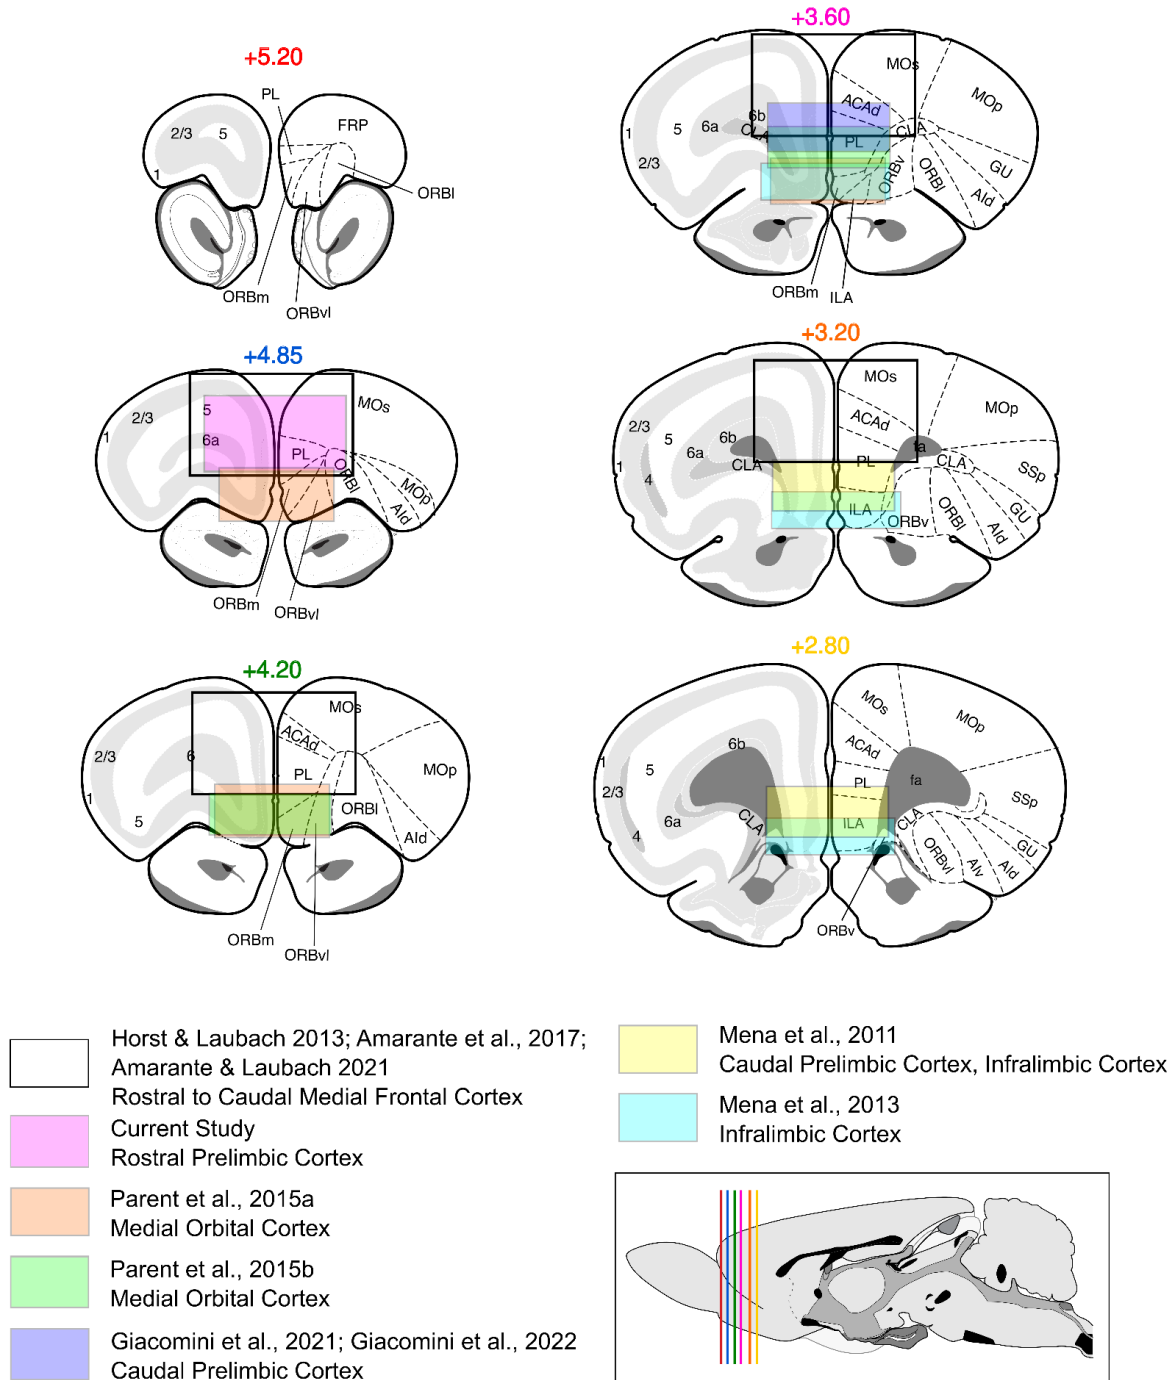 +5.20
PL
FRP
2/3
5
1
ORBl
ORBm
ORBvl
+3.60
MOs
MOp
ACAd
6b
CLA
CLA
1
5
6a
PL
2/3
ORBv
ORBl
GU
AId
ORBm
ILA
+4.85
MOs
5
2/3
1
6a
PL
ORBl
MOp
AId
ORBm
ORBvl
+3.20
MOs
MOp
ACAd
2/3
5
6b
6a
fa
1
CLA
PL
CLA
SSp
4
ILA
GU
ORBv
ORBl
AId
+4.20
MOs
ACAd
2/3
6
PL
MOp
1
ORBl
5
AId
ORBm
ORBvl
+2.80
MOs
MOp
6b
ACAd
1
5
PL
fa
2/3
SSp
6a
CLA
ILA
CLA
4
GU
ORBvl
AIv
AId
ORBv
Horst & Laubach 2013; Amarante et al., 2017;
Amarante & Laubach 2021
Rostral to Caudal Medial Frontal Cortex
Current Study
Rostral Prelimbic Cortex
Parent et al., 2015a
Medial Orbital Cortex
Parent et al., 2015b
Medial Orbital Cortex
Giacomini et al., 2021; Giacomini et al., 2022
Caudal Prelimbic Cortex
Mena et al., 2011
Caudal Prelimbic Cortex, Infralimbic Cortex
Mena et al., 2013
Infralimbic Cortex